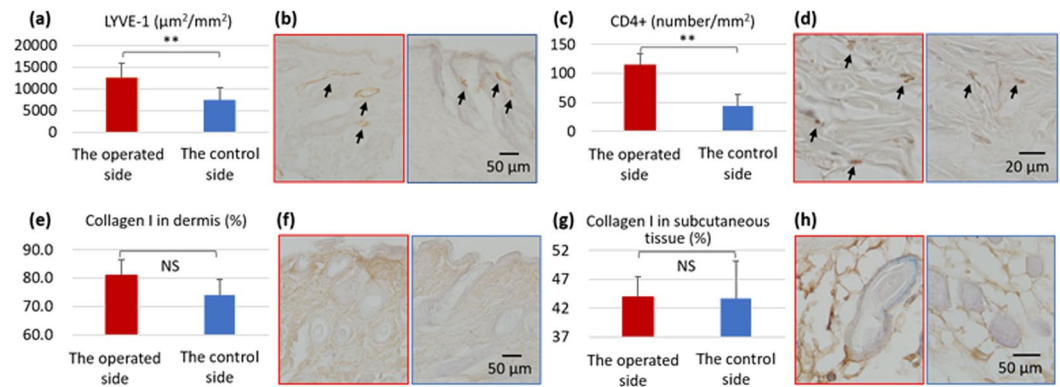 (a)
LYVE-1 (µm²/mm²)
20000
15000
10000
5000
0
**
The operated side
The control side
(b)
50 µm
(c)
CD4+ (number/mm²)
150
100
50
0
**
The operated side
The control side
(d)
20 µm
(e)
Collagen I in dermis (%)
90.0
80.0
70.0
60.0
NS
The operated side
The control side
(f)
50 µm
(g)
Collagen I in subcutaneous
tissue (%)
52
47
42
37
NS
The operated side
The control side
(h)
50 µm